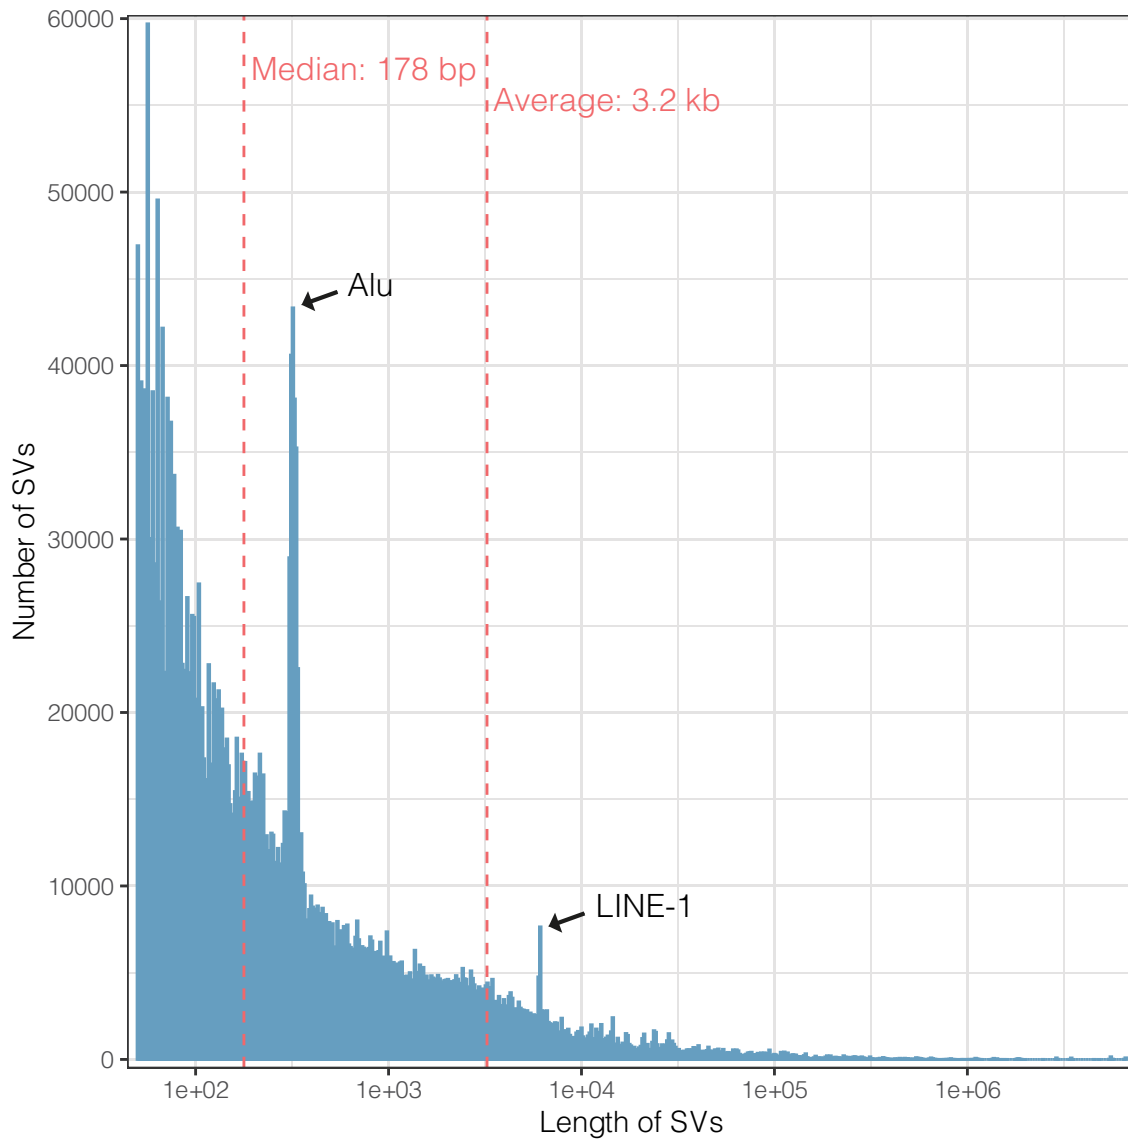 60000
Median: 178 bp
Average: 3.2 kb
50000
Alu
40000
30000
20000
10000
LINE-1
0
Number of SVs
1e+02
1e+03
1e+04
1e+05
1e+06
Length of SVs